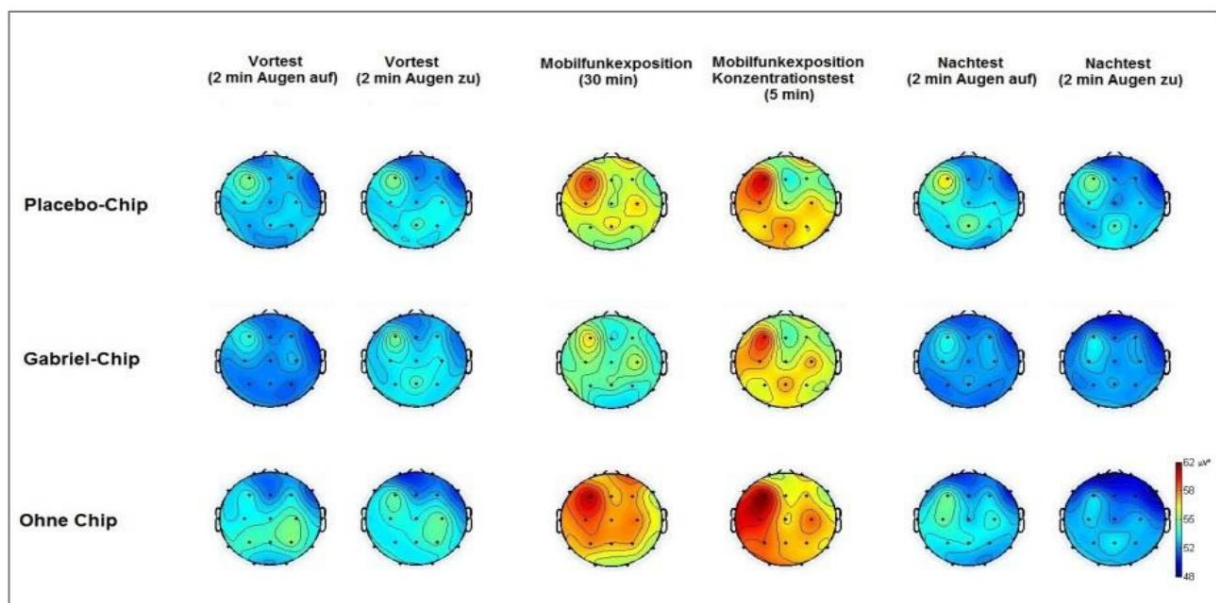 Vortest
(2 min Augen auf)
Vortest
(2 min Augen zu)
Mobilfunkexposition
(30 min)
Mobilfunkexposition
Konzentrationstest
(5 min)
Nachtest
(2 min Augen auf)
Nachtest
(2 min Augen zu)
Placebo-Chip
Gabriel-Chip
Ohne Chip
62 µV²
58
55
52
48